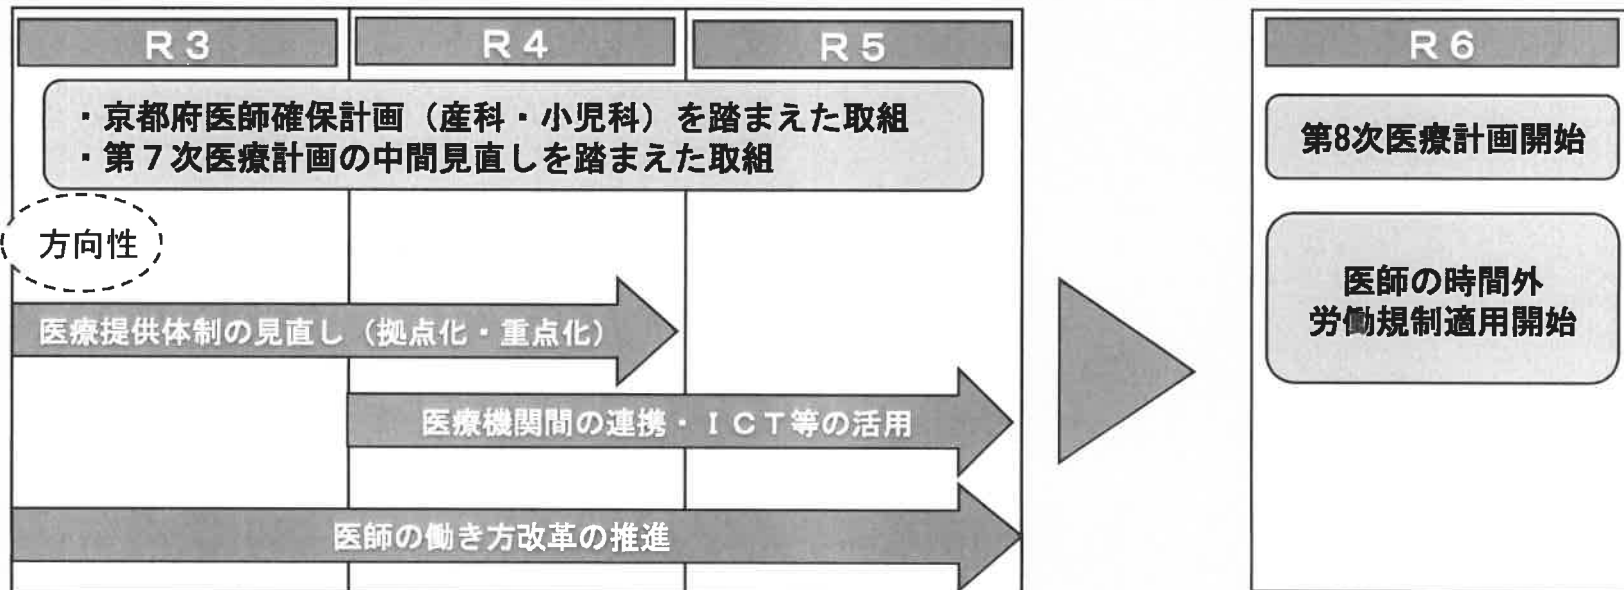 R3
R4
R5
R6
・京都府医師確保計画（産科・小児科）を踏まえた取組
・第７次医療計画の中間見直しを踏まえた取組
方向性
医療提供体制の見直し（拠点化・重点化）
医療機関間の連携・ＩＣＴ等の活用
医師の働き方改革の推進
第8次医療計画開始
医師の時間外
労働規制適用開始